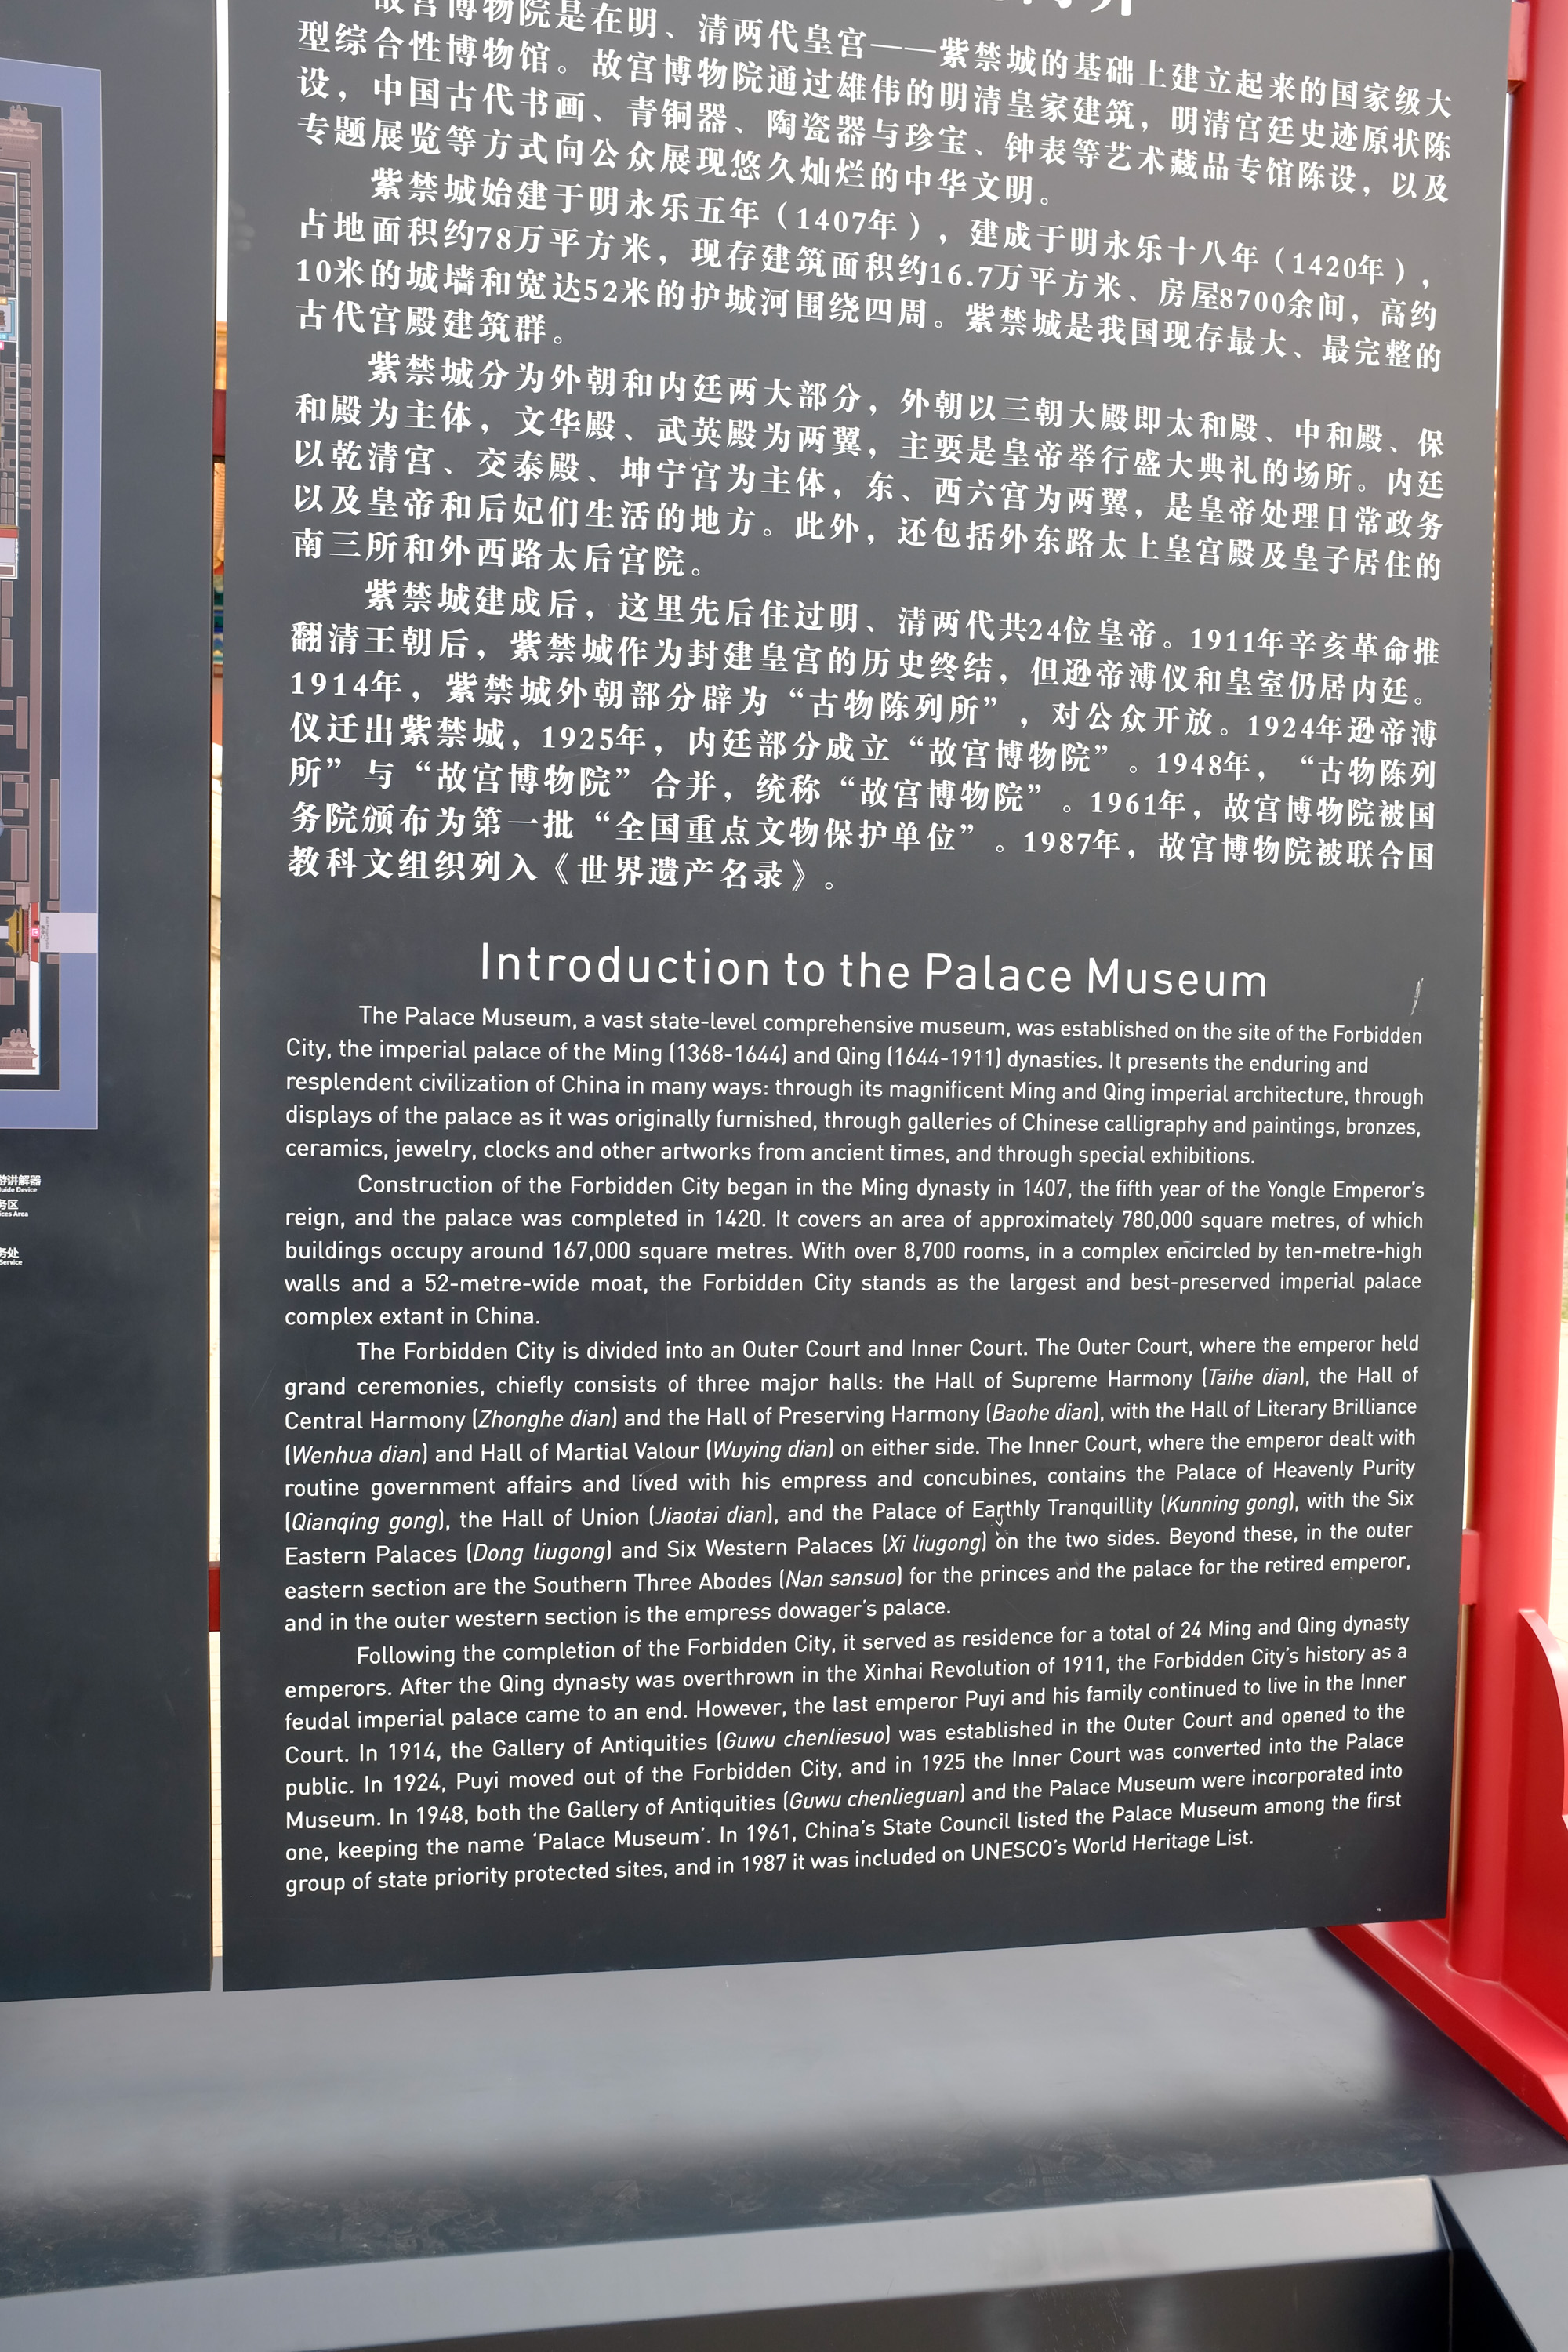 故宫博物院是在明、清两代皇宫——紫禁城的基础上建立起来的国家级大
型综合性博物馆。故宫博物院通过雄伟的明清皇家建筑，明清宫廷史迹原状陈
设，中国古代书画、青铜器、陶瓷器与珍宝、钟表等艺术藏品专馆陈设，以及
专题展览等方式向公众展现悠久灿烂的中华文明。
紫禁城始建于明永乐五年（1407年），建成于明永乐十八年（1420年），
占地面积约78万平方米，现存建筑面积约16.7万平方米、房屋8700余间，高约
10米的城墙和宽达52米的护城河围绕四周。紫禁城是我国现存最大、最完整的
古代宫殿建筑群。
紫禁城分为外朝和内廷两大部分，外朝以三朝大殿即太和殿、中和殿、保
和殿为主体，文华殿、武英殿为两翼，主要是皇帝举行盛大典礼的场所。内廷
以乾清宫、交泰殿、坤宁宫为主体，东、西六宫为两翼，是皇帝处理日常政务
以及皇帝和后妃们生活的地方。此外，还包括外东路太上皇宫殿及皇子居住的
南三所和外西路太后宫院。
紫禁城建成后，这里先后住过明、清两代共24位皇帝。1911年辛亥革命推
翻清王朝后，紫禁城作为封建皇宫的历史终结，但逊帝溥仪和皇室仍居内廷。
1914年，紫禁城外朝部分辟为“古物陈列所”，对公众开放。1924年逊帝溥
仪迁出紫禁城，1925年，内廷部分成立“故宫博物院”。1948年，“古物陈列
所”与“故宫博物院”合并，统称“故宫博物院”。1961年，故宫博物院被国
务院颁布为第一批“全国重点文物保护单位”。1987年，故宫博物院被联合国
教科文组织列入《世界遗产名录》。
Introduction to the Palace Museum
The Palace Museum, a vast state-level comprehensive museum, was established on the site of the Forbidden
City, the imperial palace of the Ming (1368-1644) and Qing (1644-1911) dynasties. It presents the enduring and
resplendent civilization of China in many ways: through its magnificent Ming and Qing imperial architecture, through
displays of the palace as it was originally furnished, through galleries of Chinese calligraphy and paintings, bronzes,
ceramics, jewelry, clocks and other artworks from ancient times, and through special exhibitions.
Construction of the Forbidden City began in the Ming dynasty in 1407, the fifth year of the Yongle Emperor's
reign, and the palace was completed in 1420. It covers an area of approximately 780,000 square metres, of which
buildings occupy around 167,000 square metres. With over 8,700 rooms, in a complex encircled by ten-metre-high
walls and a 52-metre-wide moat, the Forbidden City stands as the largest and best-preserved imperial palace
complex extant in China.
The Forbidden City is divided into an Outer Court and Inner Court. The Outer Court, where the emperor held
grand ceremonies, chiefly consists of three major halls: the Hall of Supreme Harmony (Taihe dian), the Hall of
Central Harmony (Zhonghe dian) and the Hall of Preserving Harmony (Baohe dian), with the Hall of Literary Brilliance
(Wenhua dian) and Hall of Martial Valour (Wuying dian) on either side. The Inner Court, where the emperor dealt with
routine government affairs and lived with his empress and concubines, contains the Palace of Heavenly Purity
(Qianqing gong), the Hall of Union (Jiaotai dian), and the Palace of Earthly Tranquillity (Kunning gong), with the Six
Eastern Palaces (Dong liugong) and Six Western Palaces (Xi liugong) on the two sides. Beyond these, in the outer
eastern section are the Southern Three Abodes (Nan sansuo) for the princes and the palace for the retired emperor,
and in the outer western section is the empress dowager's palace.
Following the completion of the Forbidden City, it served as residence for a total of 24 Ming and Qing dynasty
emperors. After the Qing dynasty was overthrown in the Xinhai Revolution of 1911, the Forbidden City's history as a
feudal imperial palace came to an end. However, the last emperor Puyi and his family continued to live in the Inner
Court. In 1914, the Gallery of Antiquities (Guwu chenliesuo) was established in the Outer Court and opened to the
public. In 1924, Puyi moved out of the Forbidden City, and in 1925 the Inner Court was converted into the Palace
Museum. In 1948, both the Gallery of Antiquities (Guwu chenlieguan) and the Palace Museum were incorporated into
one, keeping the name 'Palace Museum'. In 1961, China's State Council listed the Palace Museum among the first
group of state priority protected sites, and in 1987 it was included on UNESCO's World Heritage List.
讲解器
Guide Device
务区
ices Area
务处
Service